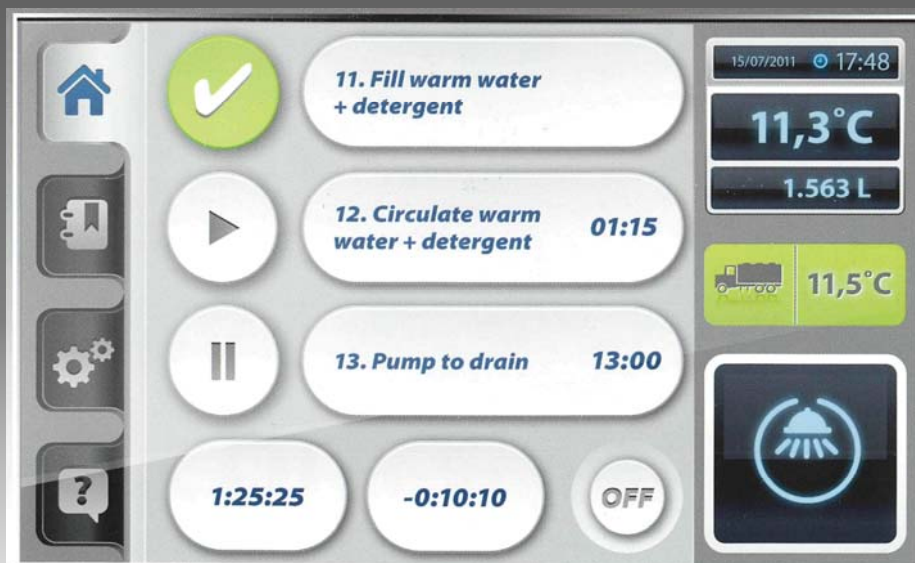 11. Fill warm water
+ detergent
12. Circulate warm
water + detergent
01:15
13. Pump to drain
13:00
1:25:25
-0:10:10
OFF
15/07/2011
17:48
11,3°C
1.563 L
11,5°C
?